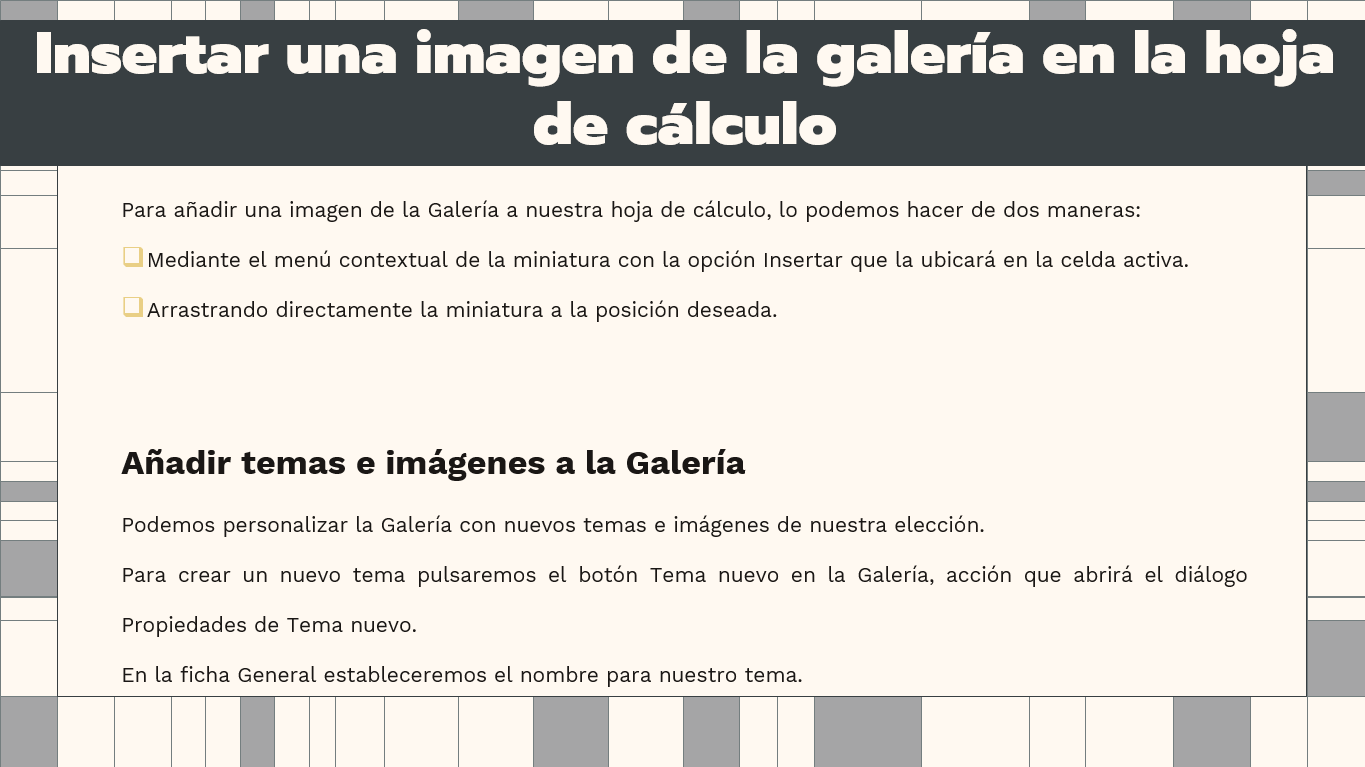 Insertar una imagen de la galería en la hoja
de cálculo
Para añadir una imagen de la Galería a nuestra hoja de cálculo, lo podemos hacer de dos maneras:
❑Mediante el menú contextual de la miniatura con la opción Insertar que la ubicará en la celda activa.
❑Arrastrando directamente la miniatura a la posición deseada.
Añadir temas e imágenes a la Galería
Podemos personalizar la Galería con nuevos temas e imágenes de nuestra elección.
Para crear un nuevo tema pulsaremos el botón Tema nuevo en la Galería, acción que abrirá el diálogo
Propiedades de Tema nuevo.
En la ficha General estableceremos el nombre para nuestro tema.